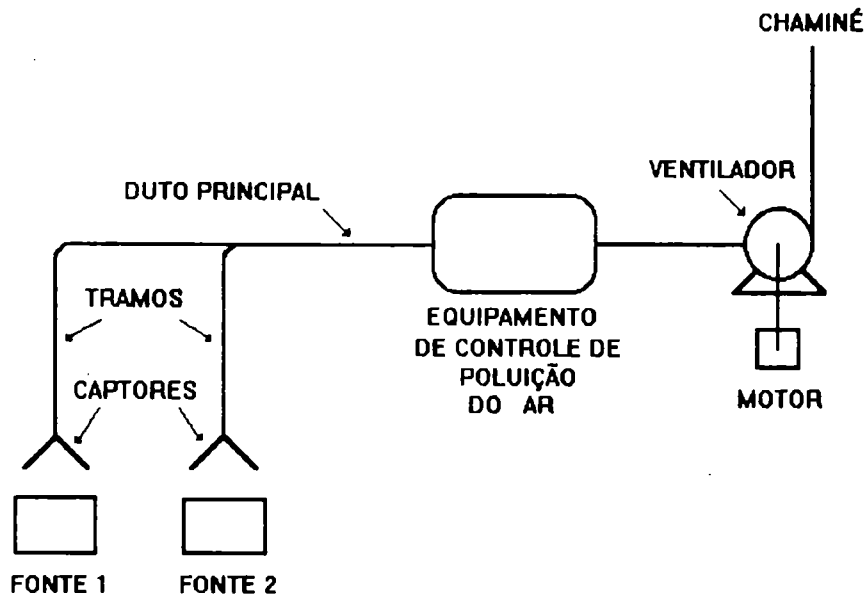 CHAMINÉ
VENTILADOR
DUTO PRINCIPAL
TRAMOS
EQUIPAMENTO
DE CONTROLE DE
POLUIÇÃO
DO AR
CAPTORES
MOTOR
FONTE 1
FONTE 2